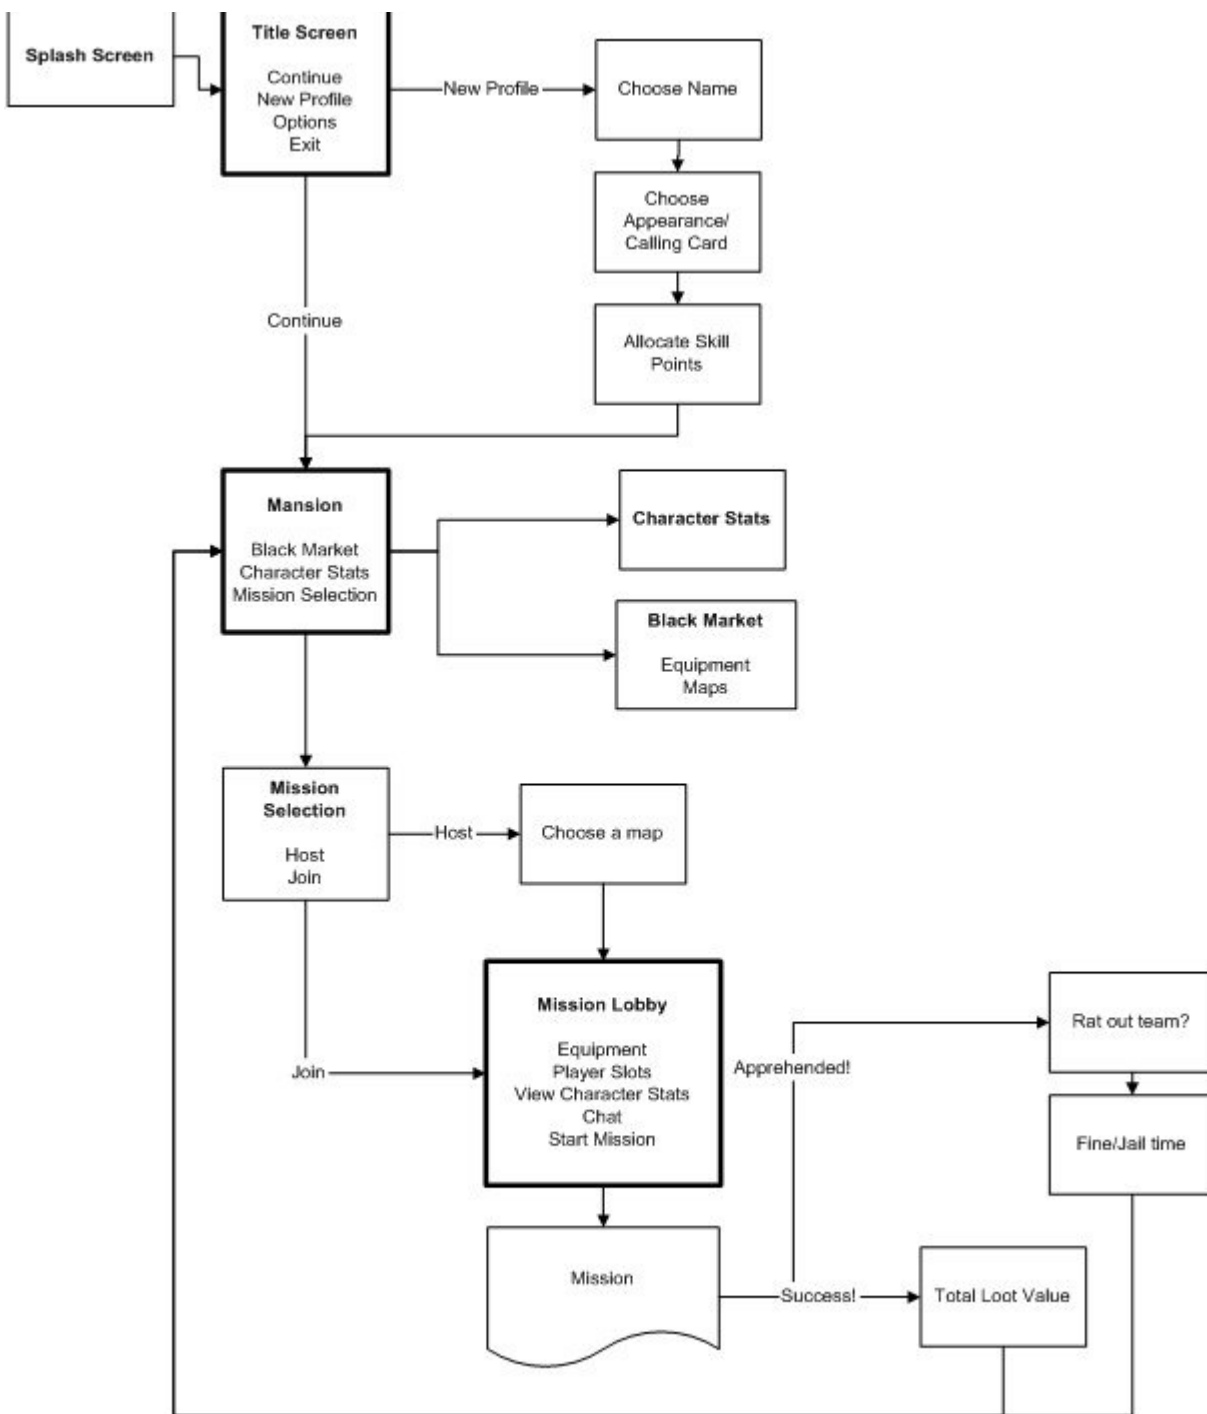 Splash Screen
Title Screen
Continue
New Profile
Options
Exit
New Profile
Choose Name
Choose
Appearance/
Calling Card
Continue
Allocate Skill
Points
Mansion
Black Market
Character Stats
Mission Selection
Character Stats
Black Market
Equipment
Maps
Mission
Selection
Host
Join
Host
Choose a map
Mission Lobby
Equipment
Player Slots
View Character Stats
Chat
Start Mission
Join
Apprehended!
Rat out team?
Fine/Jail time
Mission
Success!
Total Loot Value